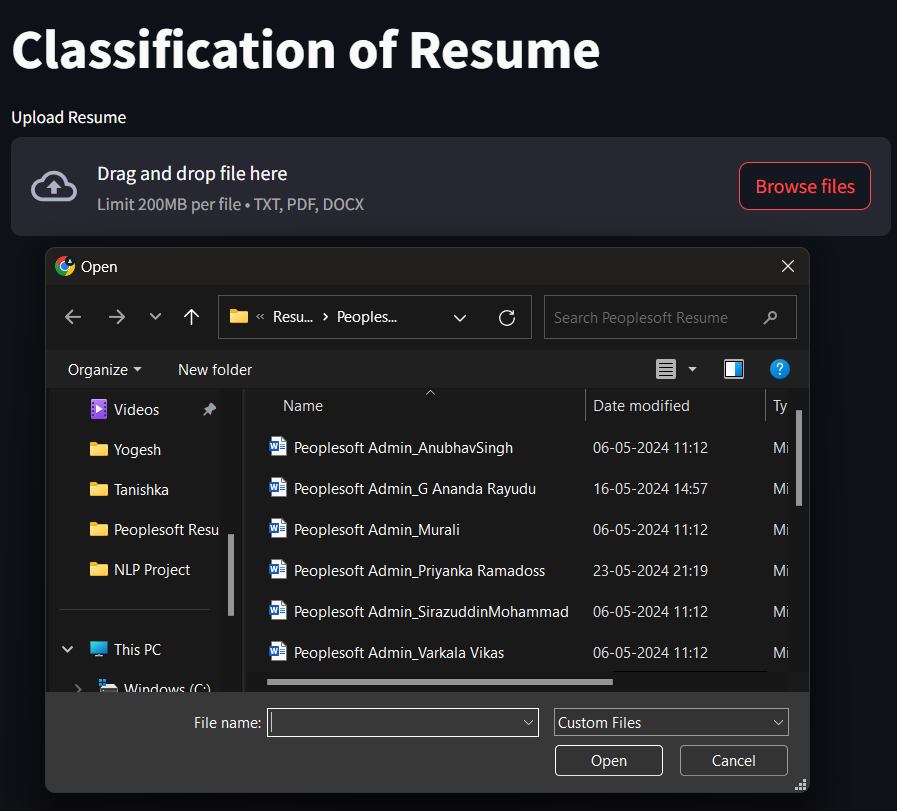 Classification of Resume
Upload Resume
Drag and drop file here
Limit 200MB per file • TXT, PDF, DOCX
Browse files
Open
« Resu... › Peoples...
Search Peoplesoft Resume
Organize
New folder
Name
Date modified
Ty
Videos
Yogesh
Tanishka
Peoplesoft Resu
NLP Project
This PC
Windows (C:)
Peoplesoft Admin_AnubhavSingh 06-05-2024 11:12 Mi
Peoplesoft Admin_G Ananda Rayudu 16-05-2024 14:57 Mi
Peoplesoft Admin_Murali 06-05-2024 11:12 Mi
Peoplesoft Admin_Priyanka Ramadoss 23-05-2024 21:19 Mi
Peoplesoft Admin_SirazuddinMohammad 06-05-2024 11:12 Mi
Peoplesoft Admin_Varkala Vikas 06-05-2024 11:12 Mi
File name:
Custom Files
Open
Cancel